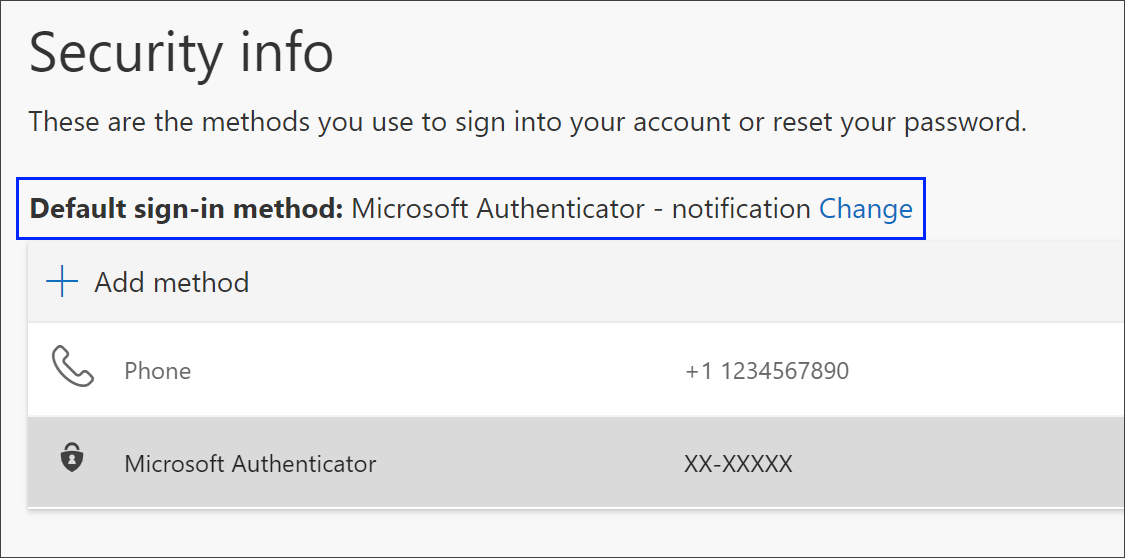 Security info
These are the methods you use to sign into your account or reset your password.
Default sign-in method: Microsoft Authenticator - notification Change
Add method
Phone +1 1234567890
Microsoft Authenticator XX-XXXXX